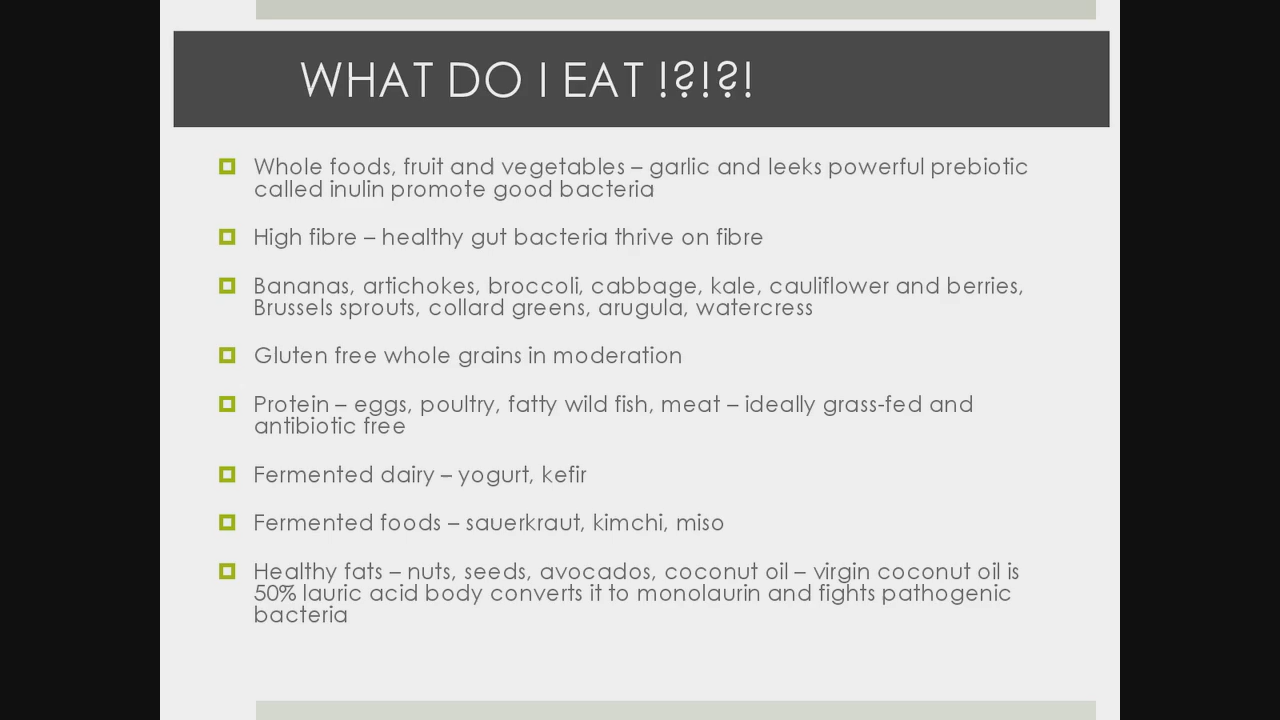 WHAT DO I EAT !?!?!
Whole foods, fruit and vegetables – garlic and leeks powerful prebiotic
called inulin promote good bacteria
High fibre – healthy gut bacteria thrive on fibre
Bananas, artichokes, broccoli, cabbage, kale, cauliflower and berries,
Brussels sprouts, collard greens, arugula, watercress
Gluten free whole grains in moderation
Protein – eggs, poultry, fatty wild fish, meat – ideally grass-fed and
antibiotic free
Fermented dairy – yogurt, kefir
Fermented foods – sauerkraut, kimchi, miso
Healthy fats – nuts, seeds, avocados, coconut oil – virgin coconut oil is
50% lauric acid body converts it to monolaurin and fights pathogenic
bacteria